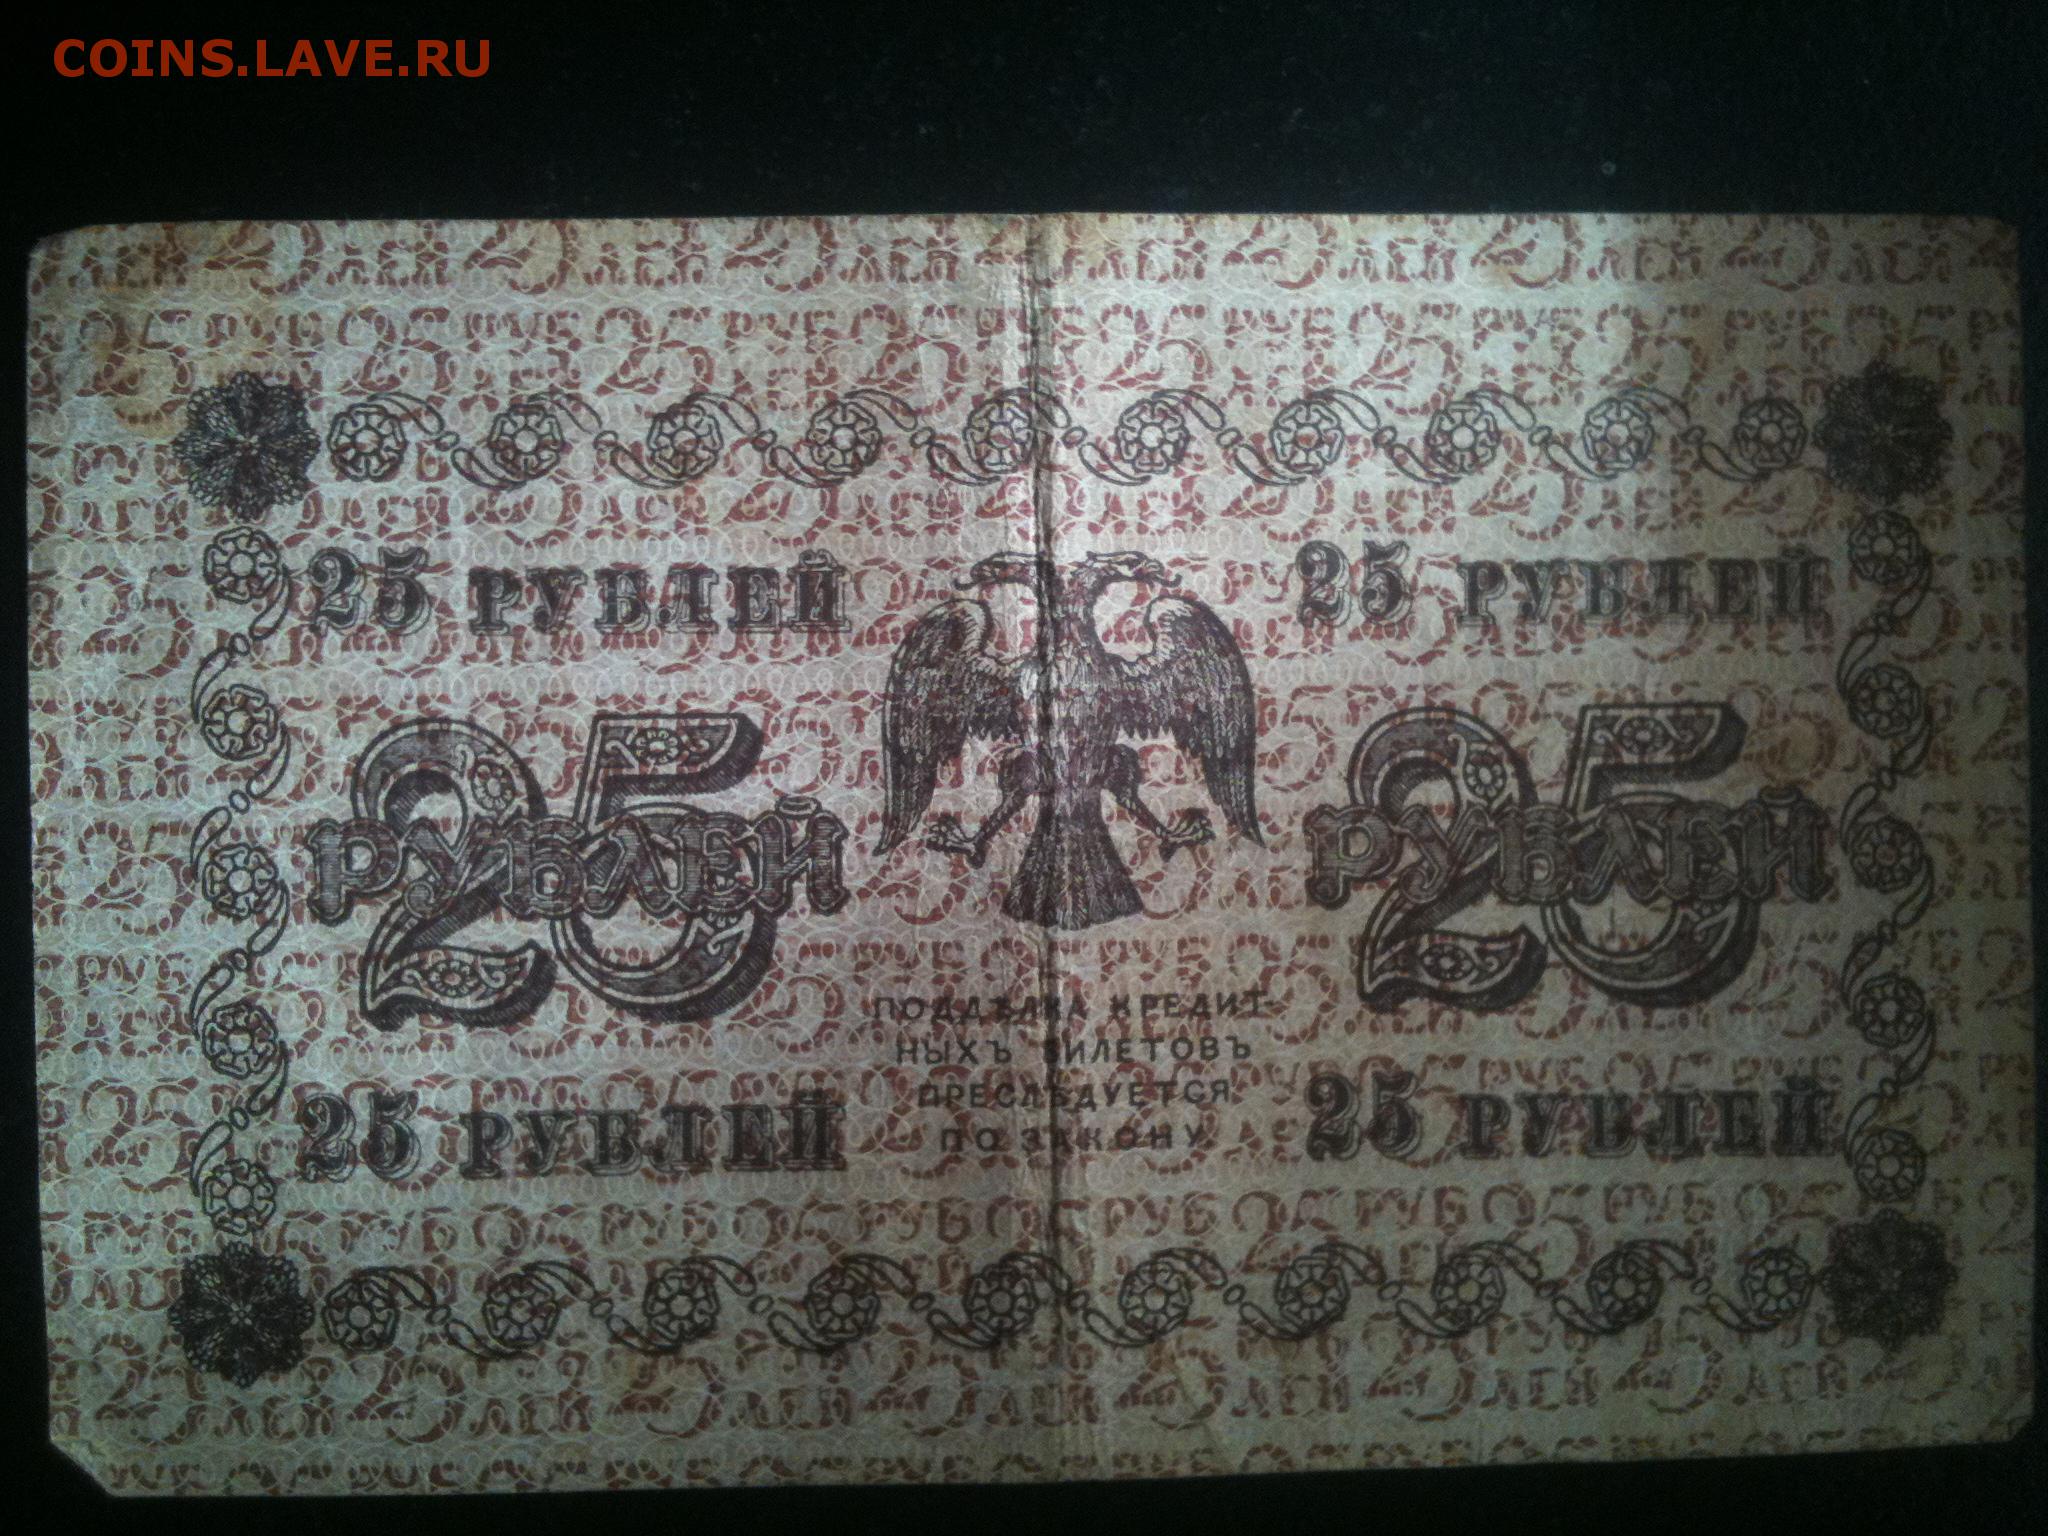 COINS.LAVE.RU
25 РУБЛЕЙ 25 РУБЛЕЙ
25 РУБЛЕЙ 25 РУБЛЕЙ
ПОДДѢЛКА КРЕДИТ-
НЫХЪ БИЛЕТОВЪ
ПРЕСЛѢДУЕТСЯ
ПО ЗАКОНУ.
25 РУБЛЕЙ 25 РУБЛЕЙ